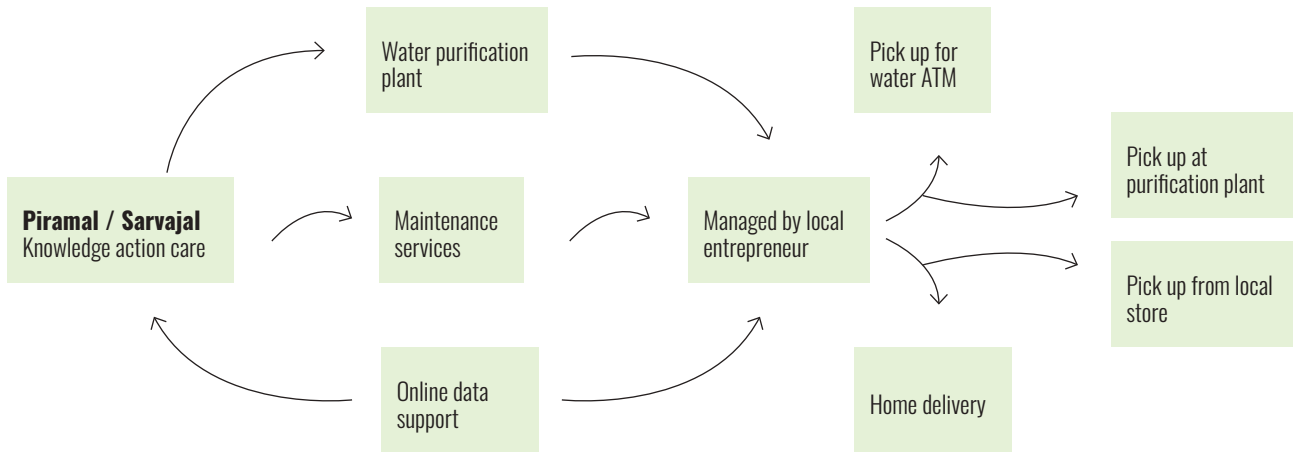 Water purification
plant
Pick up for
water ATM
Pick up at
purification plant
Piramal / Sarvajal
Knowledge action care
Maintenance
services
Managed by local
entrepreneur
Pick up from local
store
Online data
support
Home delivery